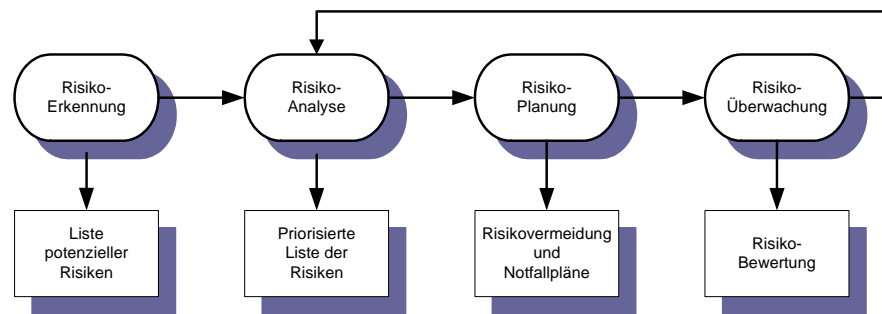 Risiko-
Erkennung
Risiko-
Analyse
Risiko-
Planung
Risiko-
Überwachung
Liste
potenzieller
Risiken
Priorisierte
Liste der
Risiken
Risikovermeidung
und
Notfallpläne
Risiko-
Bewertung